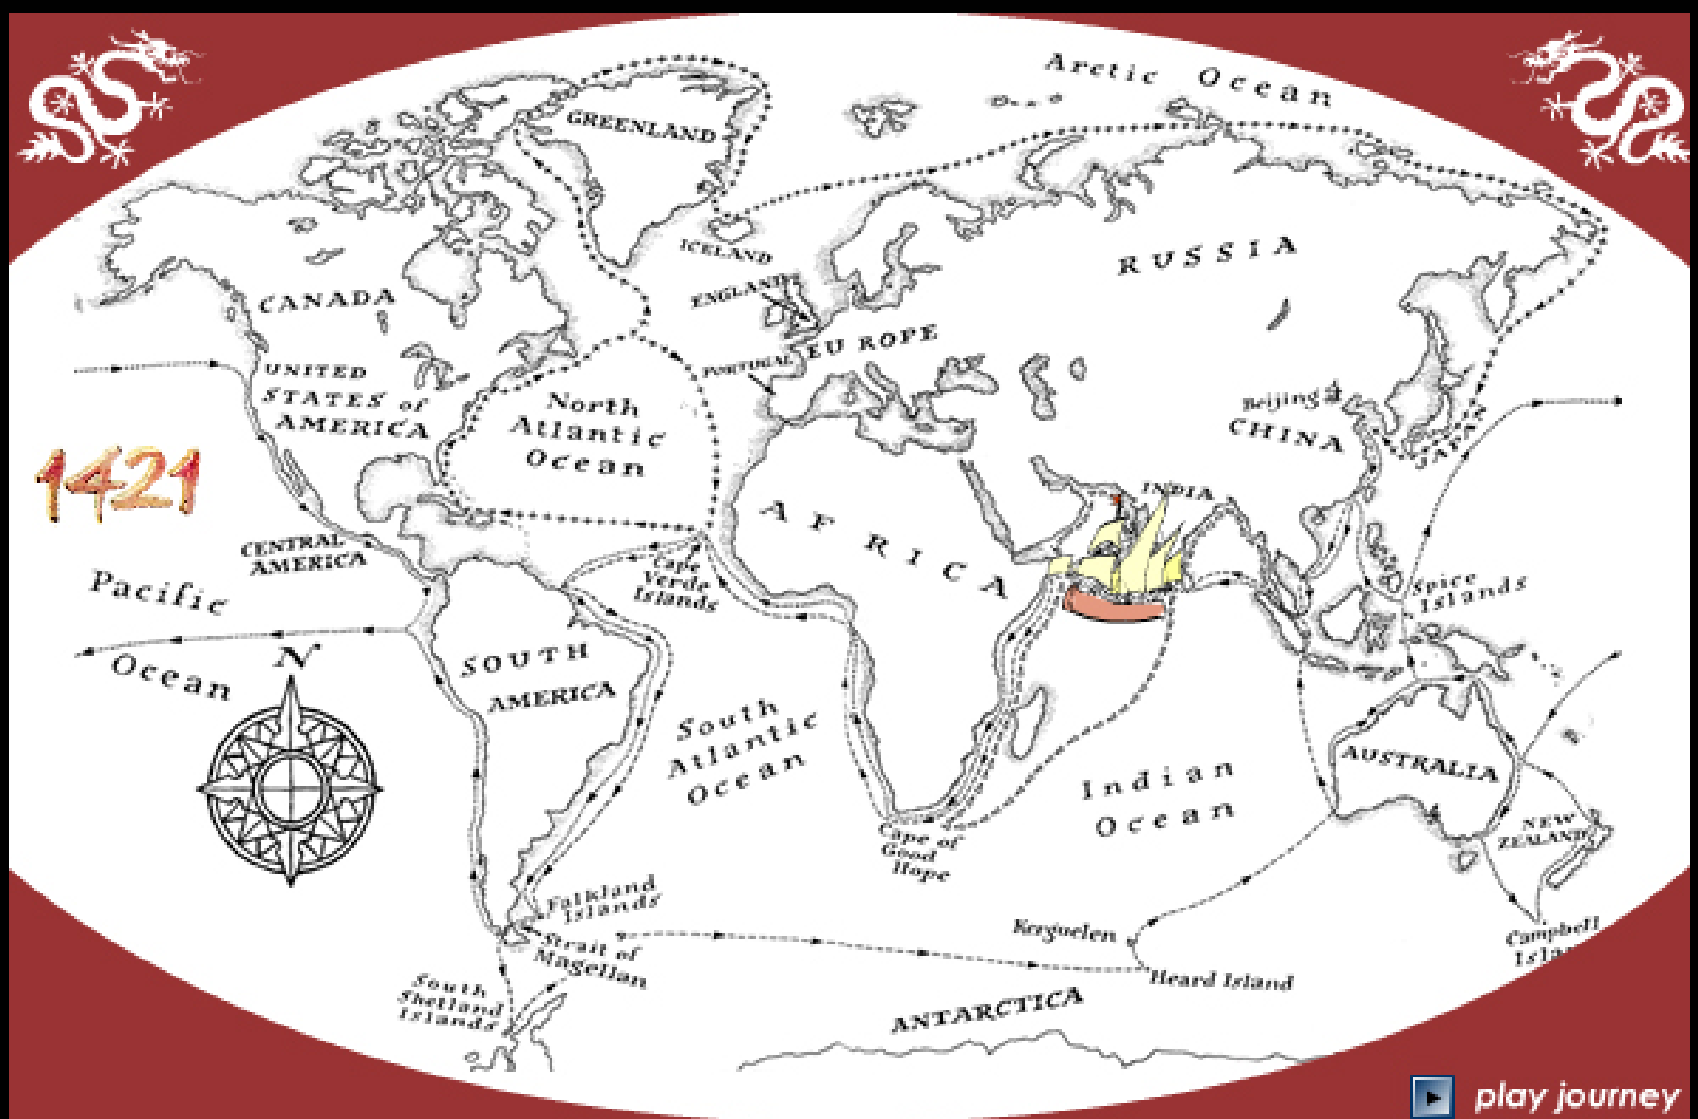 Arctic Ocean
GREENLAND
ICELAND
RUSSIA
ENGLAND
CANADA
EUROPE
PORTUGAL
UNITED
STATES of
AMERICA
North
Atlantic
Ocean
Beijing
CHINA
JAPAN
1421
INDIA
AFRICA
CENTRAL
AMERICA
Cape
Verde
Islands
Pacific
Ocean
Spice
Islands
N
SOUTH
AMERICA
South
Atlantic
Ocean
Indian
Ocean
AUSTRALIA
NEW
ZEALAND
Cape of
Good
Hope
Falkland
Islands
Strait of
Magellan
Kerguelen
Heard Island
Campbell
Isla
South
Shetland
Islands
ANTARCTICA
play journey